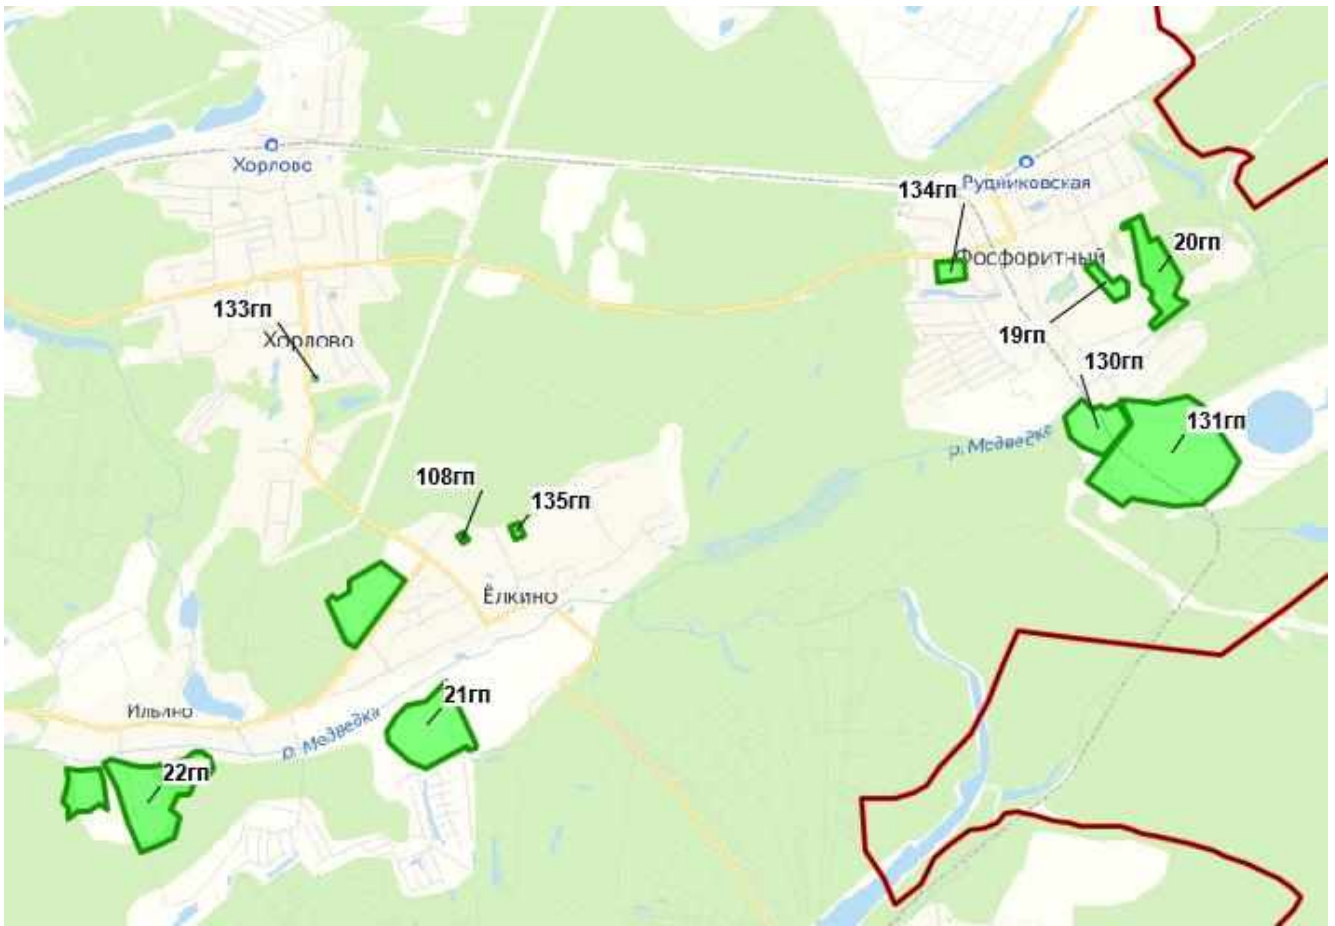 Хорлово
Рудниковская
134гп
Фосфоритный
20гп
133гп
Хорлово
19гп
130гп
131гп
р. Медведка
108гп
135гп
Ёлкино
21гп
Ильино
р. Медведка
22гп